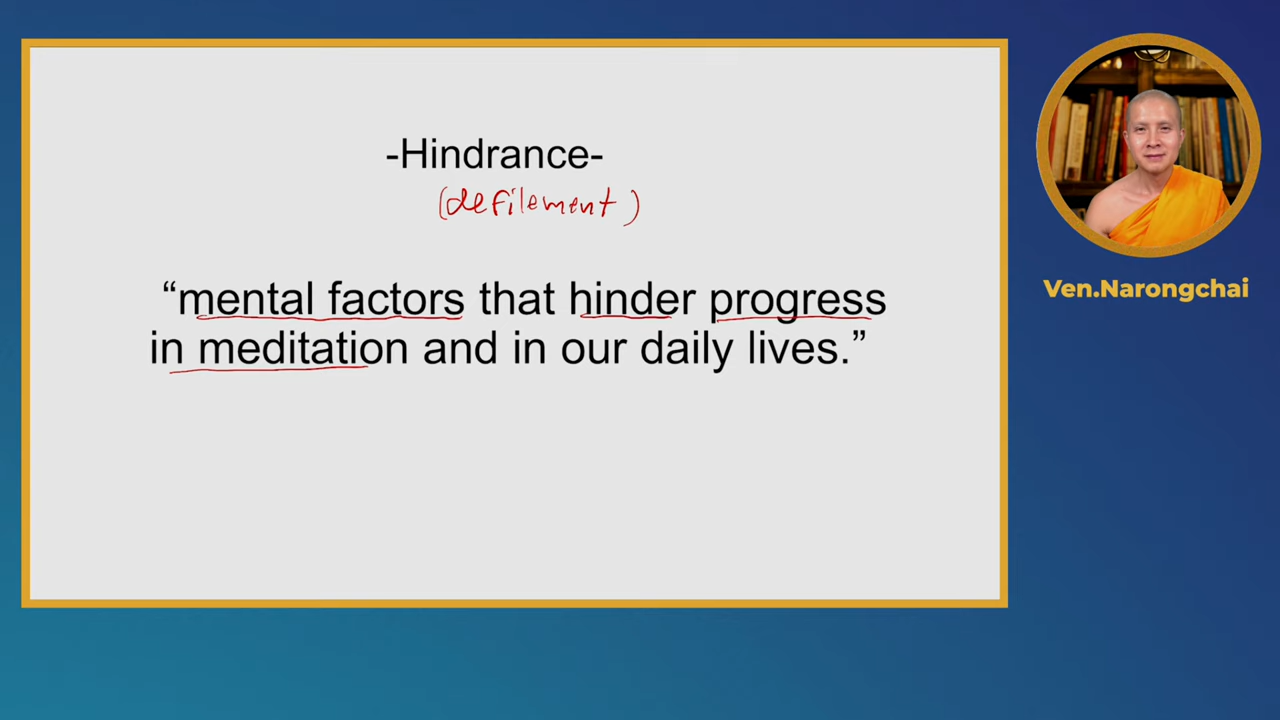 -Hindrance-
(defilement)
“mental factors that hinder progress
in meditation and in our daily lives.”
Ven.Narongchai